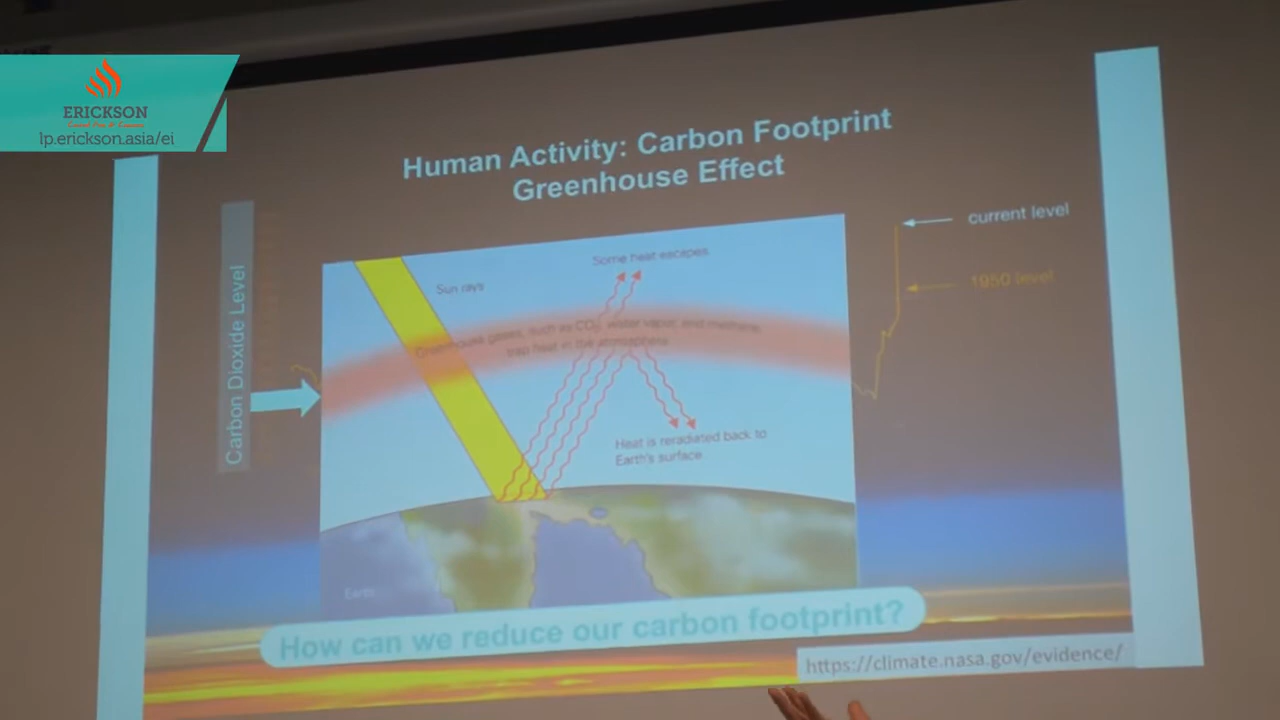 ERICKSON
lp.erickson.asia/ei
Human Activity: Carbon Footprint
Greenhouse Effect
current level
1950 level
Carbon Dioxide Level
Some heat escapes
Sun rays
Greenhouse gases, such as CO₂, water vapor, and methane,
trap heat in the atmosphere
Heat is reradiated back to
Earth's surface
Earth
How can we reduce our carbon footprint?
https://climate.nasa.gov/evidence/